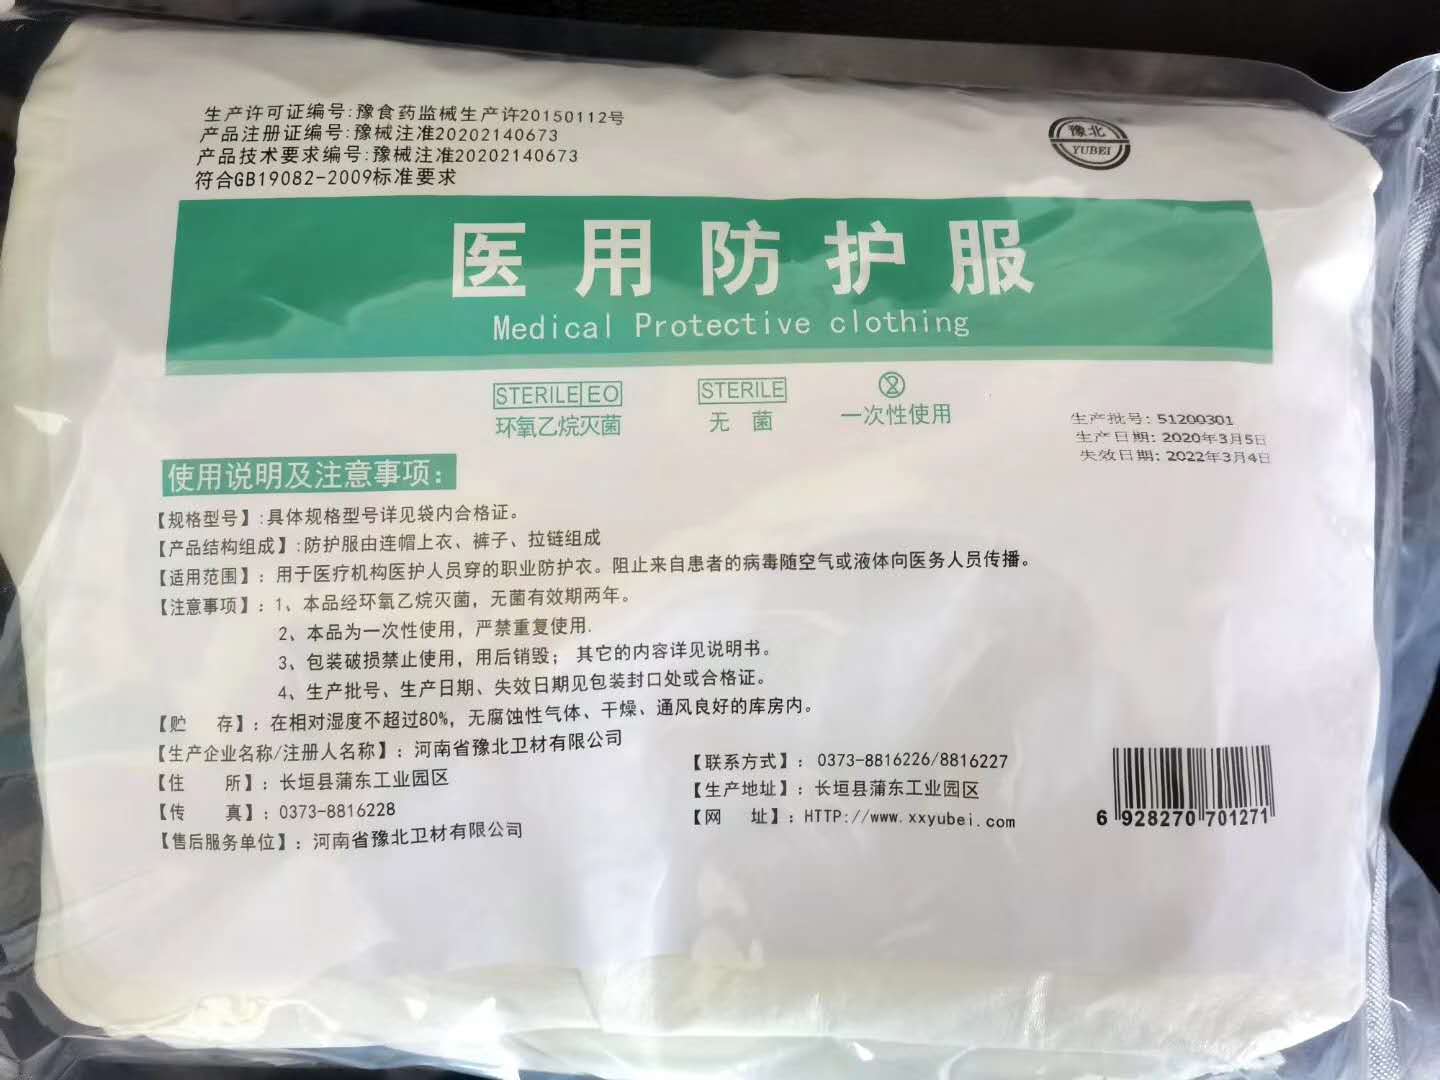 生产许可证编号:豫食药监械生产许20150112号
产品注册证编号:豫械注准20202140673
产品技术要求编号:豫械注准20202140673
符合GB19082-2009标准要求
豫北
YUBEI
医用防护服
Medical Protective clothing
STERILE EO
环氧乙烷灭菌
STERILE
无 菌
2
一次性使用
生产批号: 51200301
生产日期: 2020年3月5日
失效日期: 2022年3月4日
使用说明及注意事项:
【规格型号】:具体规格型号详见袋内合格证。
【产品结构组成】:防护服由连帽上衣、裤子、拉链组成
【适用范围】: 用于医疗机构医护人员穿的职业防护衣。阻止来自患者的病毒随空气或液体向医务人员传播。
【注意事项】: 1、本品经环氧乙烷灭菌，无菌有效期两年。
2、本品为一次性使用，严禁重复使用.
3、包装破损禁止使用，用后销毁; 其它的内容详见说明书。
4、生产批号、生产日期、失效日期见包装封口处或合格证。
【贮 存】: 在相对湿度不超过80%，无腐蚀性气体、干燥、通风良好的库房内。
【生产企业名称/注册人名称】: 河南省豫北卫材有限公司
【住 所】: 长垣县蒲东工业园区
【传 真】: 0373-8816228
【售后服务单位】: 河南省豫北卫材有限公司
【联系方式】: 0373-8816226/8816227
【生产地址】: 长垣县蒲东工业园区
【网 址】: HTTP://www.xxyubei.com
6 928270 701271